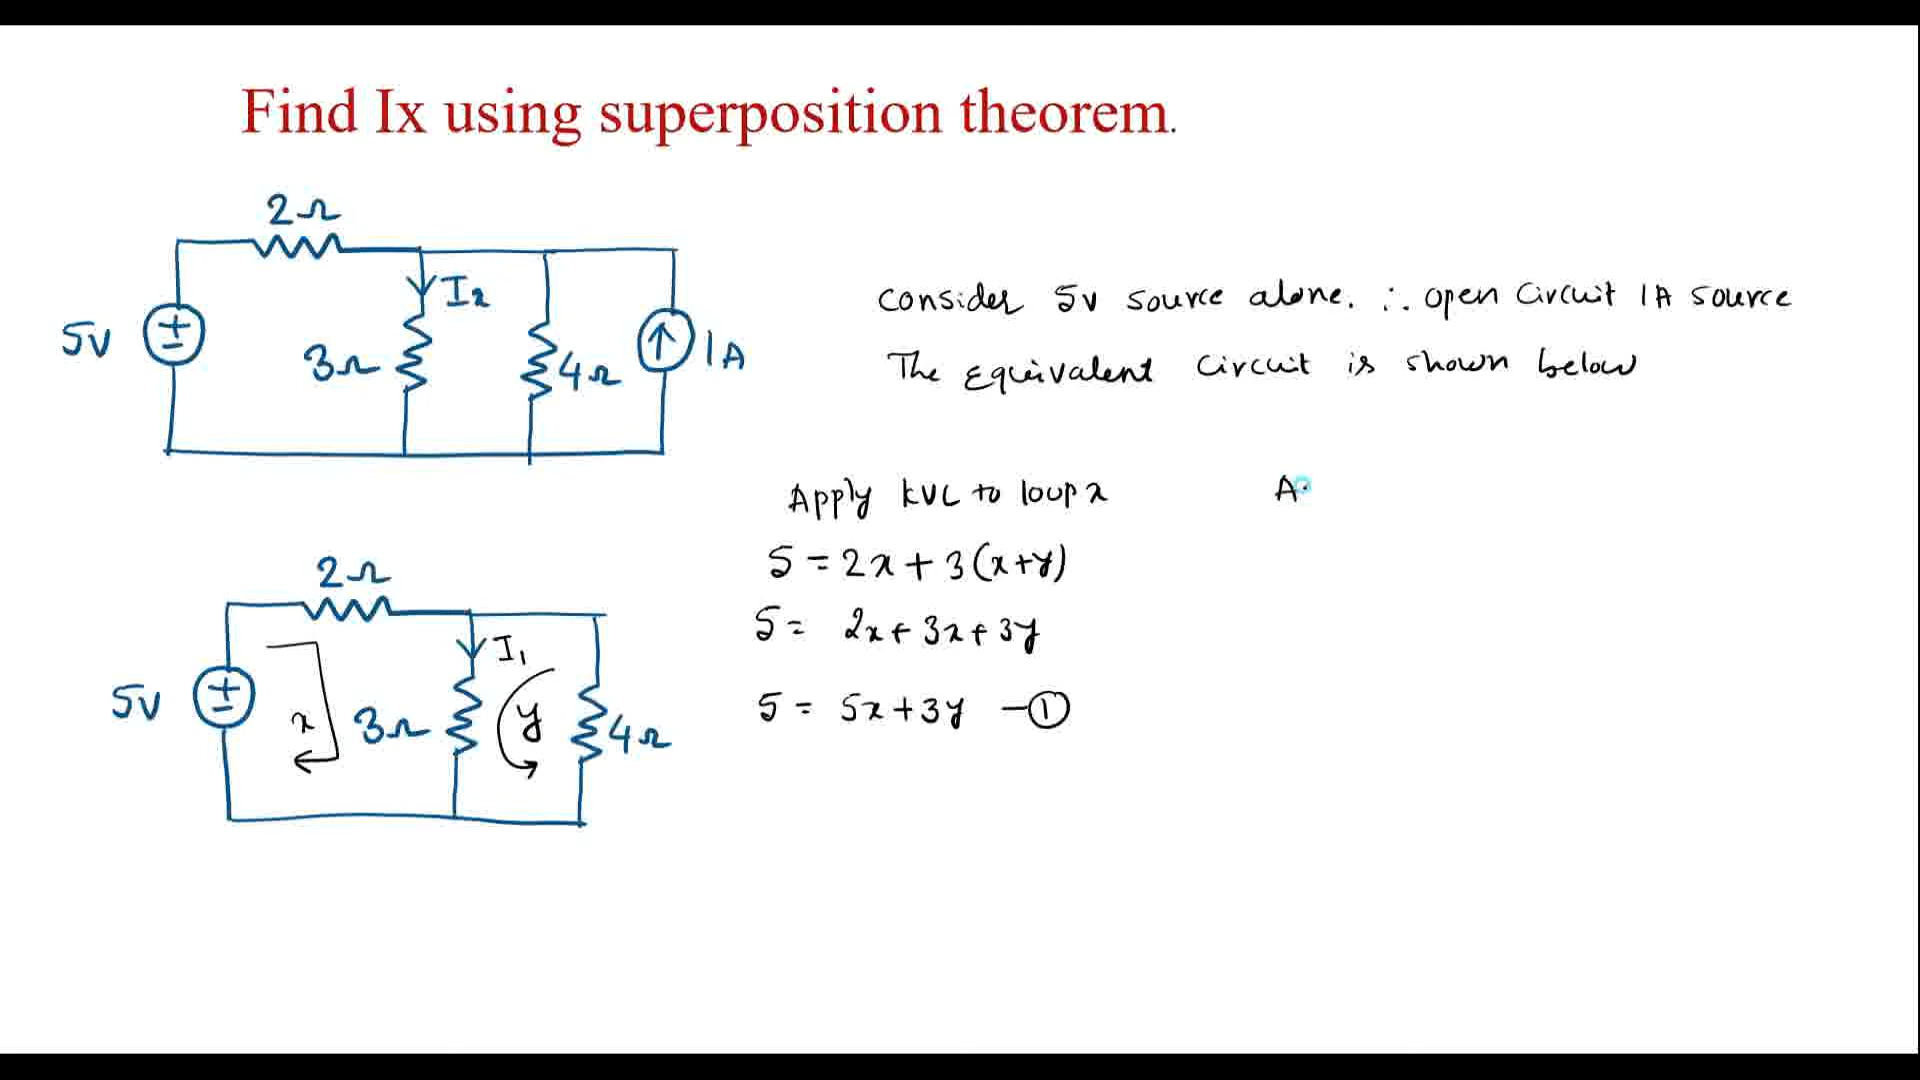 Find Ix using superposition theorem.
2Ω
5V
+
-
Ix
3Ω
4Ω
1A
Consider 5V source alone. ∴ open Circuit 1A source
The Equivalent Circuit is shown below
Apply KVL to loop x
A
5 = 2x + 3(x+y)
5 = 2x + 3x + 3y
5 = 5x + 3y -①
2Ω
5V
+
-
x
3Ω
I₁
y
4Ω